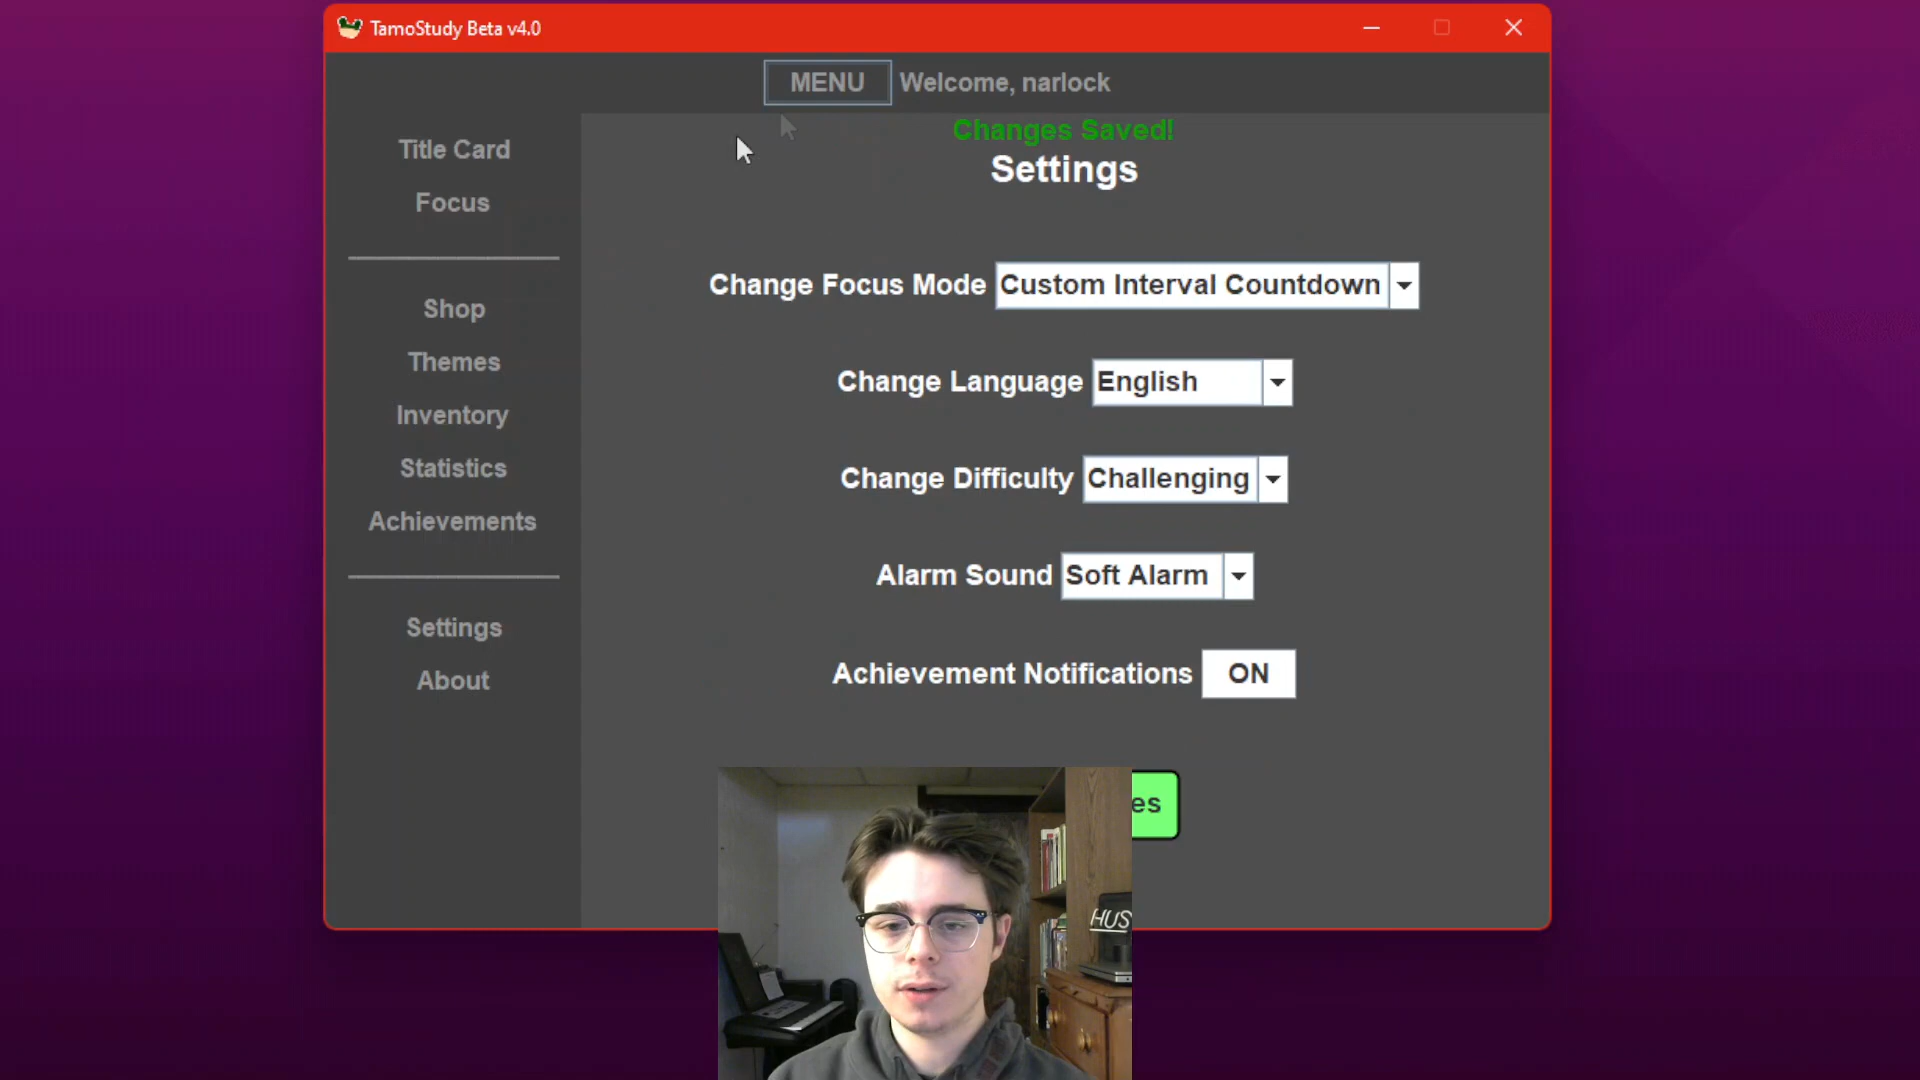 TamoStudy Beta v4.0
MENU Welcome, narlock
Changes Saved!
Settings
Title Card
Focus
Shop
Themes
Inventory
Statistics
Achievements
Settings
About
Change Focus Mode Custom Interval Countdown
Change Language English
Change Difficulty Challenging
Alarm Sound Soft Alarm
Achievement Notifications ON
es
HUS